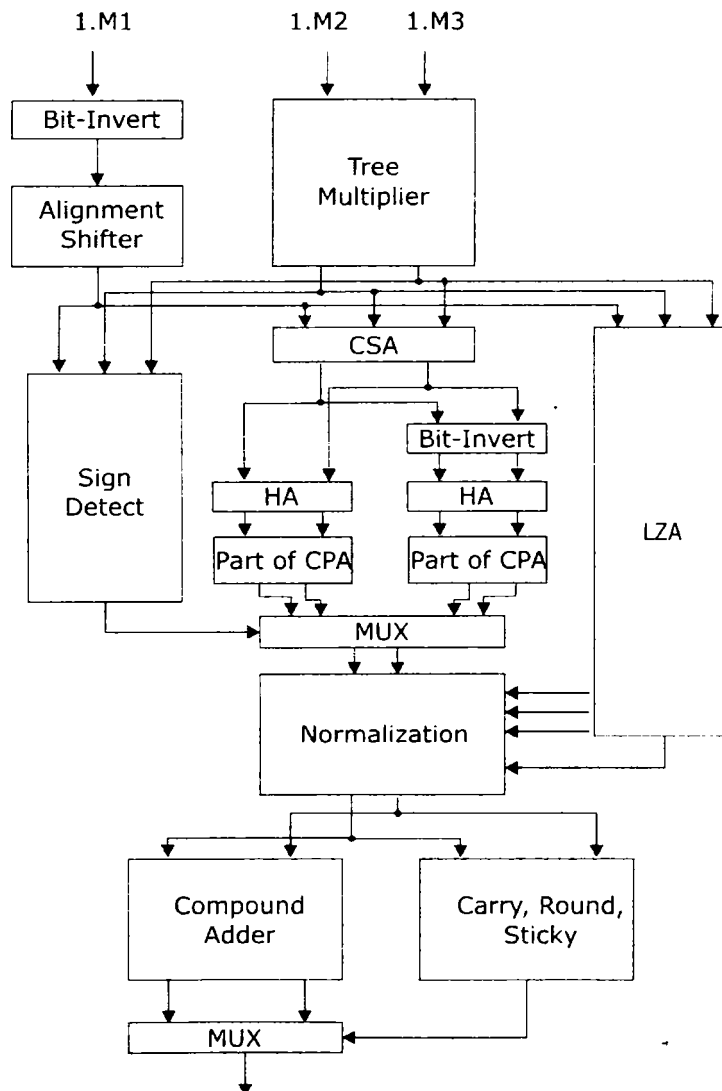 1.M1
1.M2
1.M3
Bit-Invert
Tree
Multiplier
Alignment
Shifter
CSA
Bit-Invert
Sign
Detect
HA
HA
LZA
Part of CPA
Part of CPA
MUX
Normalization
Compound
Adder
Carry, Round,
Sticky
MUX